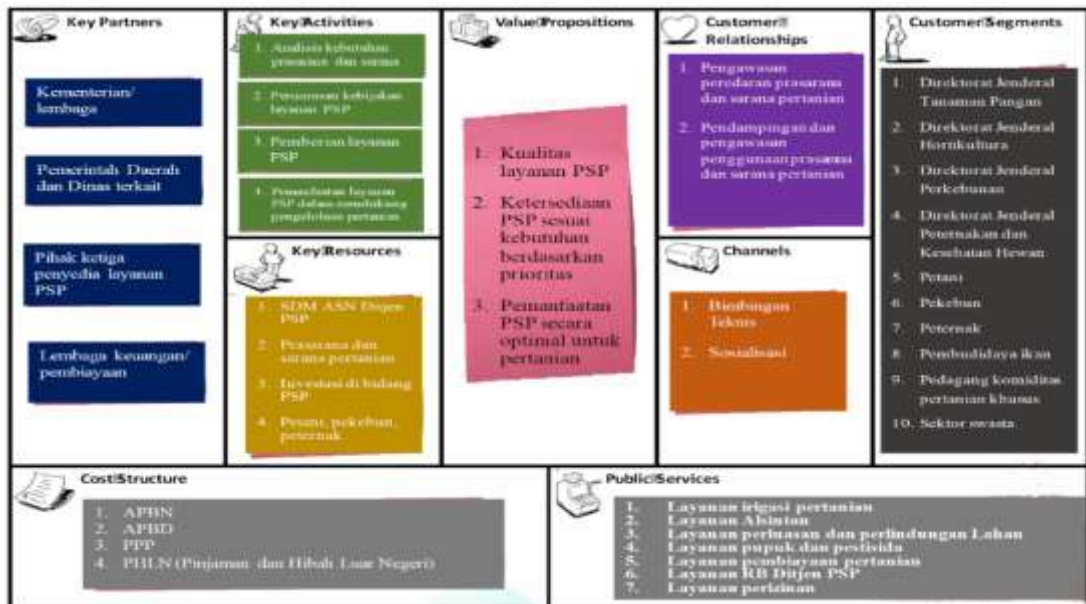 Key Partners
Kementerian/
lembaga
Pemerintah Daerah
dan Dinas terkait
Pihak ketiga
penyedia layanan
PSP
Lembaga keuangan/
pembiayaan
Key Activities
1. Analisis kebutuhan
prasarana dan sarana
2. Perumusan kebijakan
layanan PSP
3. Pemberian layanan
PSP
4. Pemanfaatan layanan
PSP dalam mendukung
pengelolaan pertanian
Key Resources
1. SDM ASN Ditjen
PSP
2. Prasarana dan
sarana pertanian
3. Investasi di bidang
PSP
4. Petani, pekebun,
peternak
Value Propositions
1. Kualitas
layanan PSP
2. Ketersediaan
PSP sesuai
kebutuhan
berdasarkan
prioritas
3. Pemanfaatan
PSP secara
optimal untuk
pertanian
Customer
Relationships
1. Pengawasan
peredaran prasarana
dan sarana pertanian
2. Pendampingan dan
pengawasan
penggunaan prasarana
dan sarana pertanian
Channels
1. Bimbingan
Teknis
2. Sosialisasi
Customer Segments
1. Direktorat Jenderal
Tanaman Pangan
2. Direktorat Jenderal
Hortikultura
3. Direktorat Jenderal
Perkebunan
4. Direktorat Jenderal
Peternakan dan
Kesehatan Hewan
5. Petani
6. Pekebun
7. Peternak
8. Pembudidaya ikan
9. Pedagang komiditas
pertanian khusus
10. Sektor swasta
Cost Structure
1. APBN
2. APBD
3. PPP
4. PHLN (Pinjaman dan Hibah Luar Negeri)
Public Services
1. Layanan irigasi pertanian
2. Layanan Alsintan
3. Layanan perluasan dan perlindungan Lahan
4. Layanan pupuk dan pestisida
5. Layanan pembiayaan pertanian
6. Layanan RB Ditjen PSP
7. Layanan perizinan